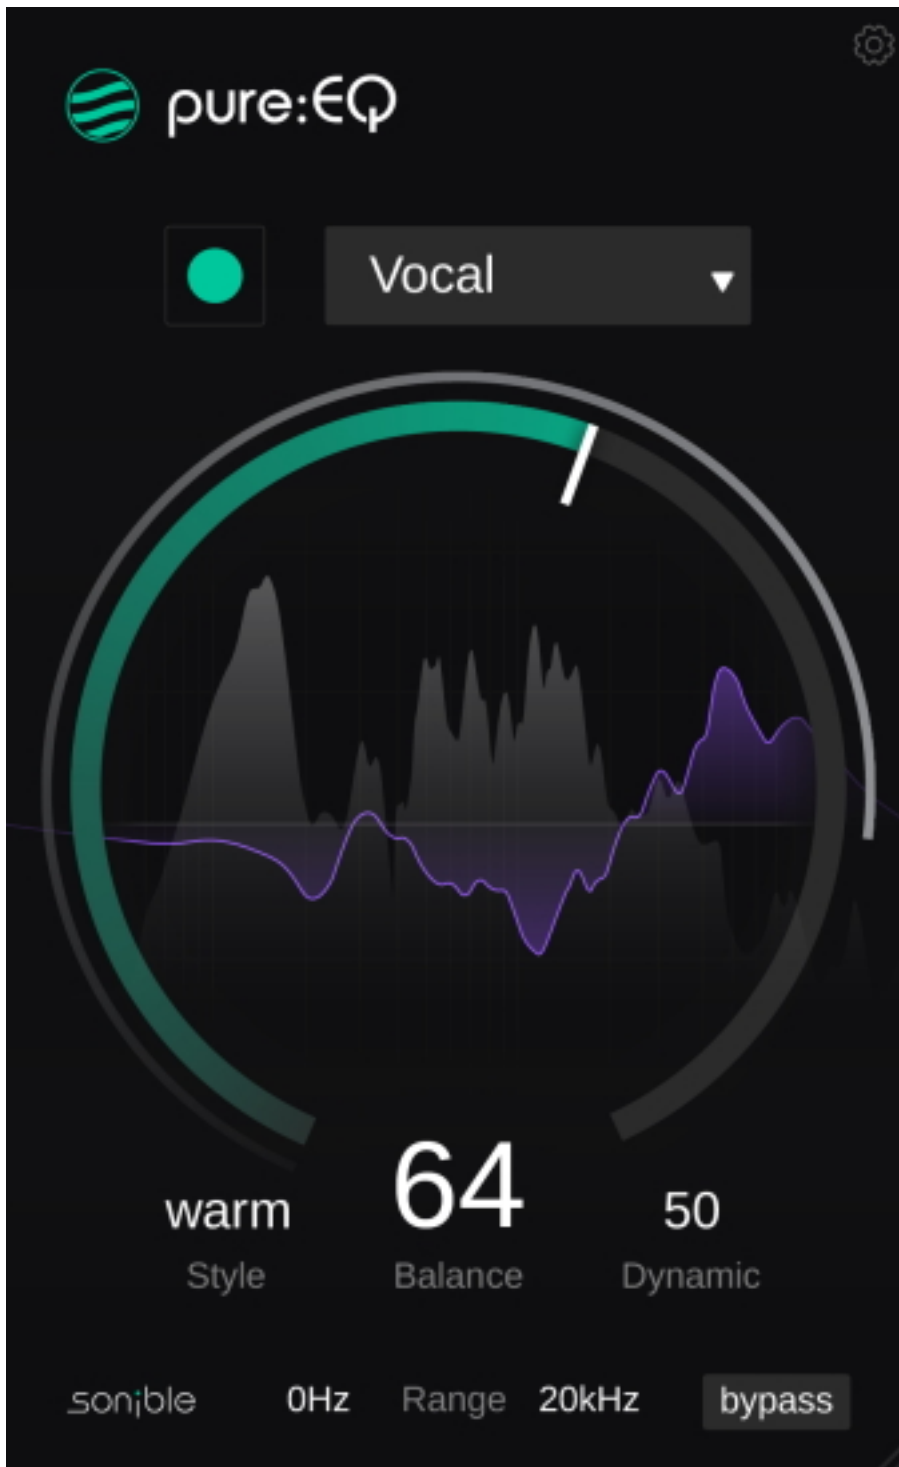 pure:EQ
Vocal
64
warm 50
Style Balance Dynamic
sonible 0Hz Range 20kHz bypass